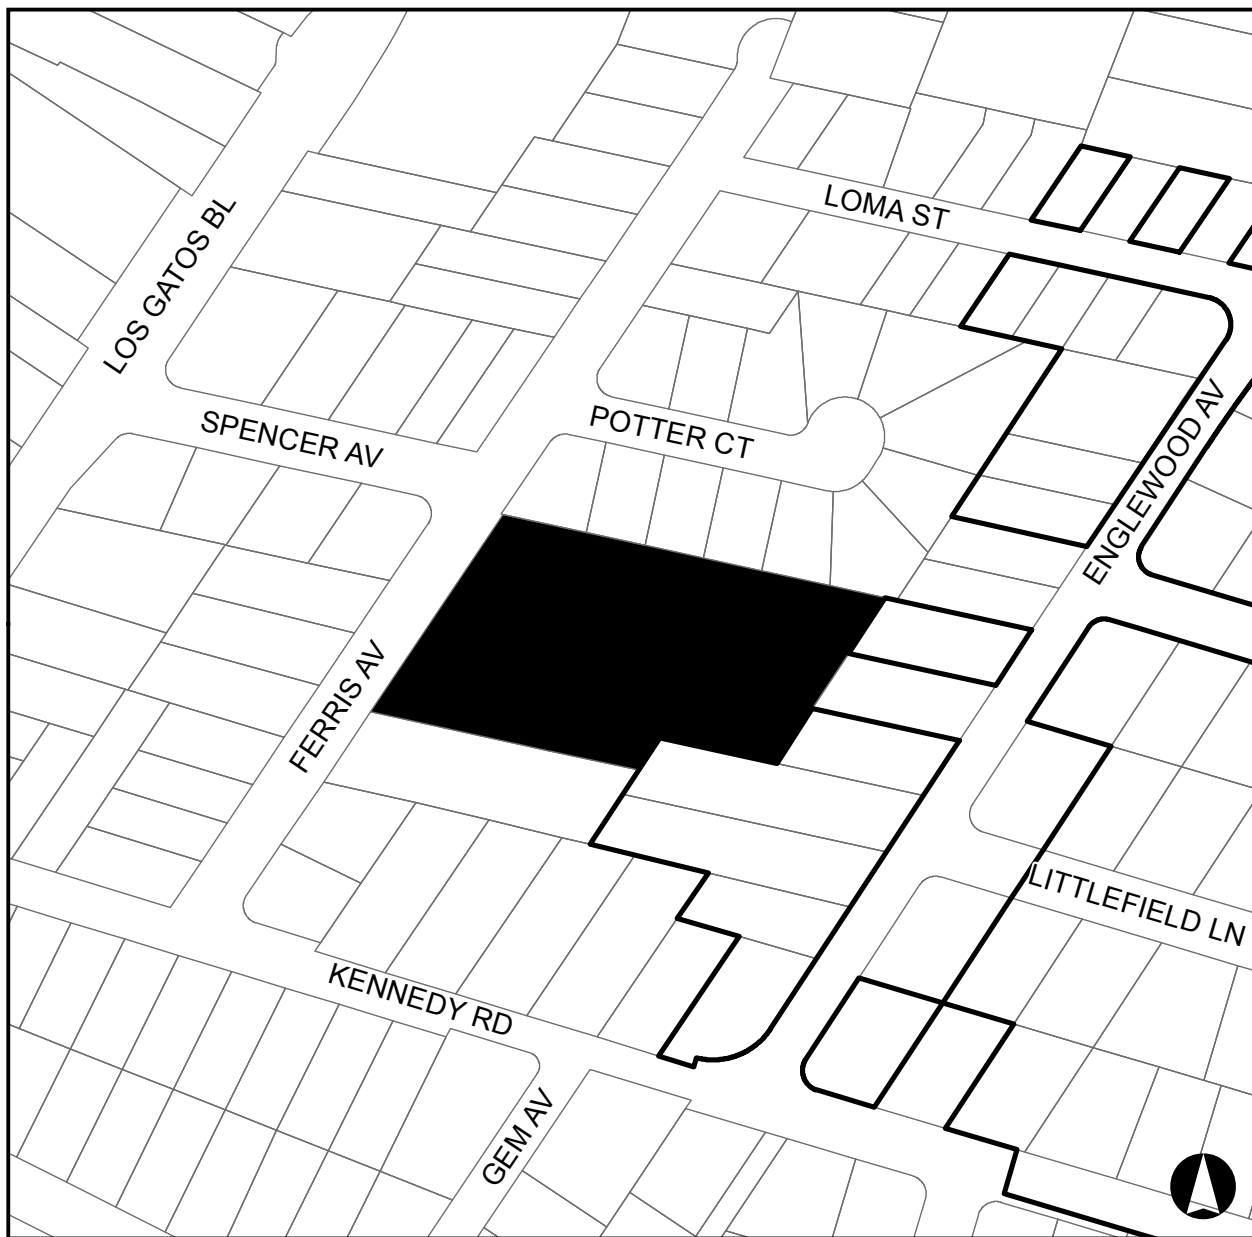 LOMA ST
LOS GATOS BL
SPENCER AV
POTTER CT
ENGLEWOOD AV
FERRIS AV
LITTLEFIELD LN
KENNEDY RD
GEM AV